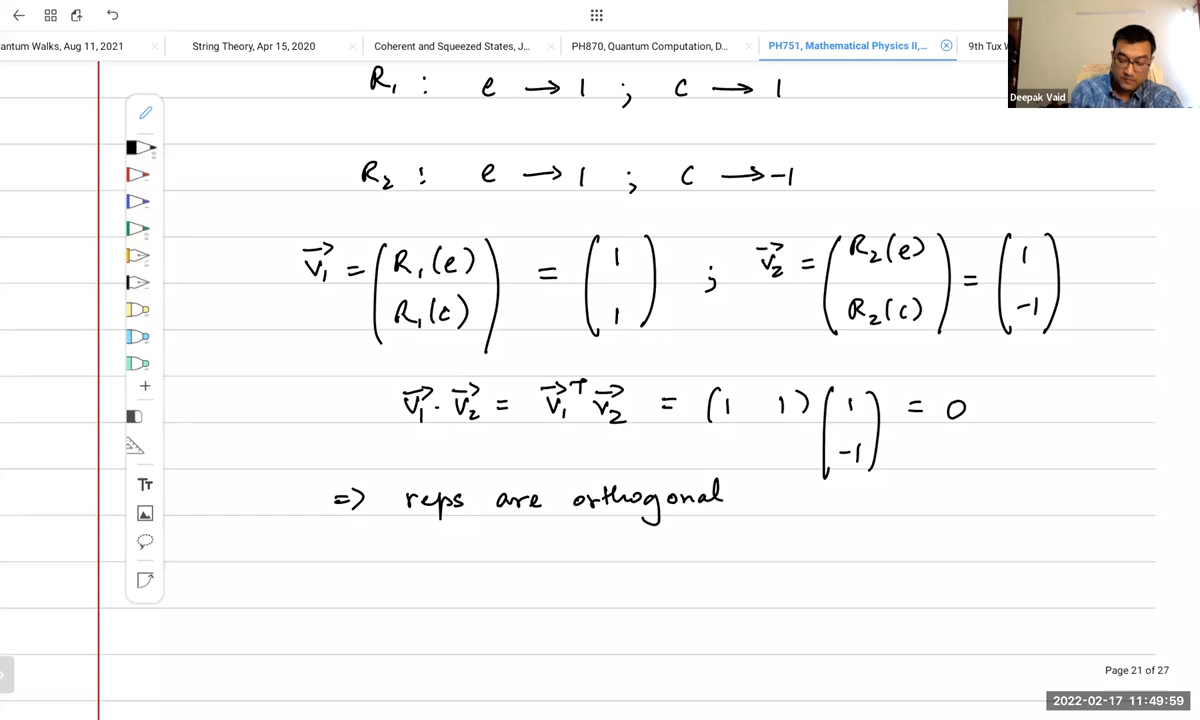 antum Walks, Aug 11, 2021 String Theory, Apr 15, 2020 Coherent and Squeezed States, J... PH870, Quantum Computation, D... PH751, Mathematical Physics II,... 9th Tux W
Deepak Vaid
R₁ : e → 1 ; c → 1
R₂ : e → 1 ; c → -1
v⃗₁ = (R₁(e) R₁(c)) = (1 1) ; v⃗₂ = (R₂(e) R₂(c)) = (1 -1)
v⃗₁ · v⃗₂ = v⃗₁ᵀ v⃗₂ = (1 1) (1 -1) = 0
=> reps are orthogonal
Tт
Page 21 of 27
2022-02-17 11:49:59